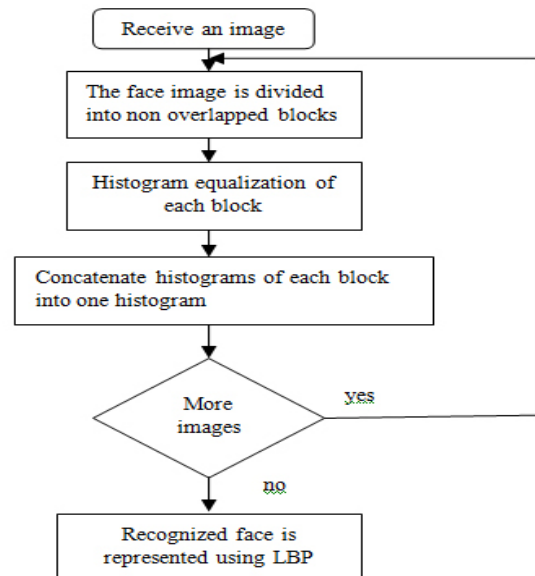 Receive an image
The face image is divided
into non overlapped blocks
Histogram equalization of
each block
Concatenate histograms of each block
into one histogram
More
images
yes
no
Recognized face is
represented using LBP